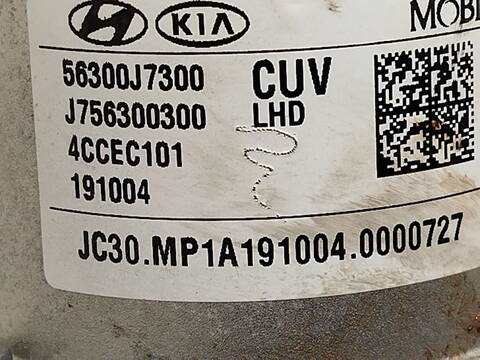 KIA MOBI
56300J7300 CUV
J756300300 LHD
4CCEC101
191004
JC30.MP1A191004.0000727